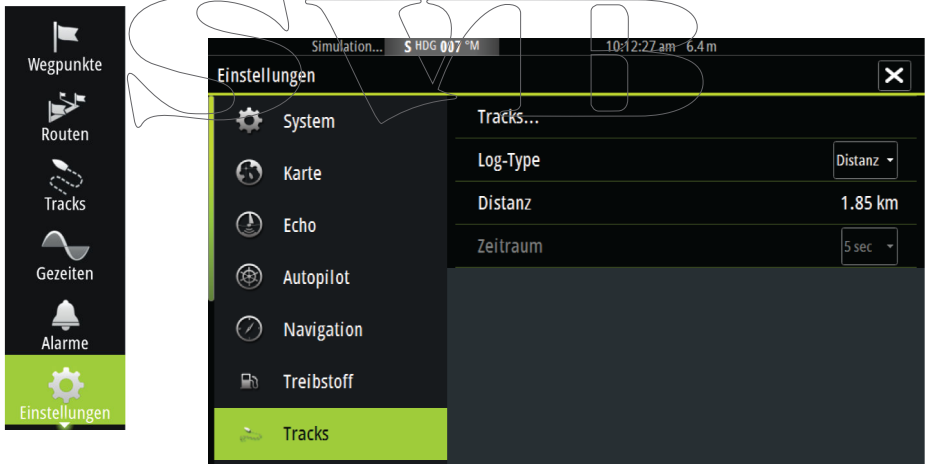 Wegpunkte
Routen
Tracks
Gezeiten
Alarme
Einstellungen
Simulation... S HDG 007 °M 10:12:27 am 6.4 m
Einstellungen
System
Karte
Echo
Autopilot
Navigation
Treibstoff
Tracks
Tracks...
Log-Type Distanz
Distanz 1.85 km
Zeitraum 5 sec
SVB